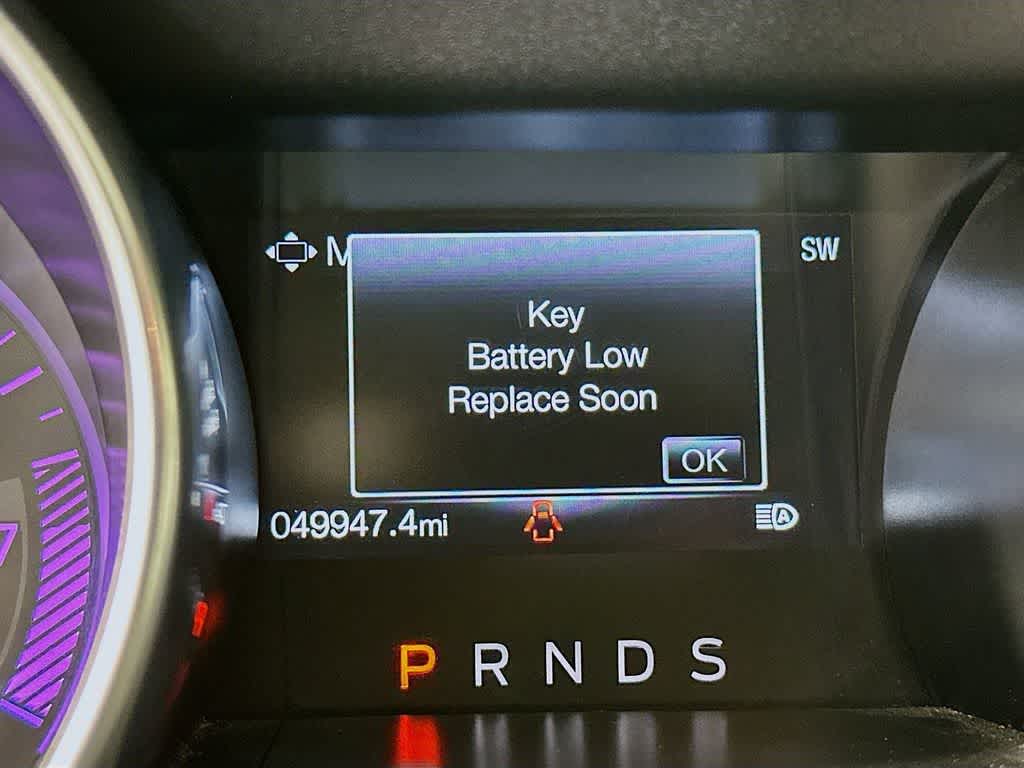 M
SW
Key
Battery Low
Replace Soon
OK
049947.4mi
A
P R N D S